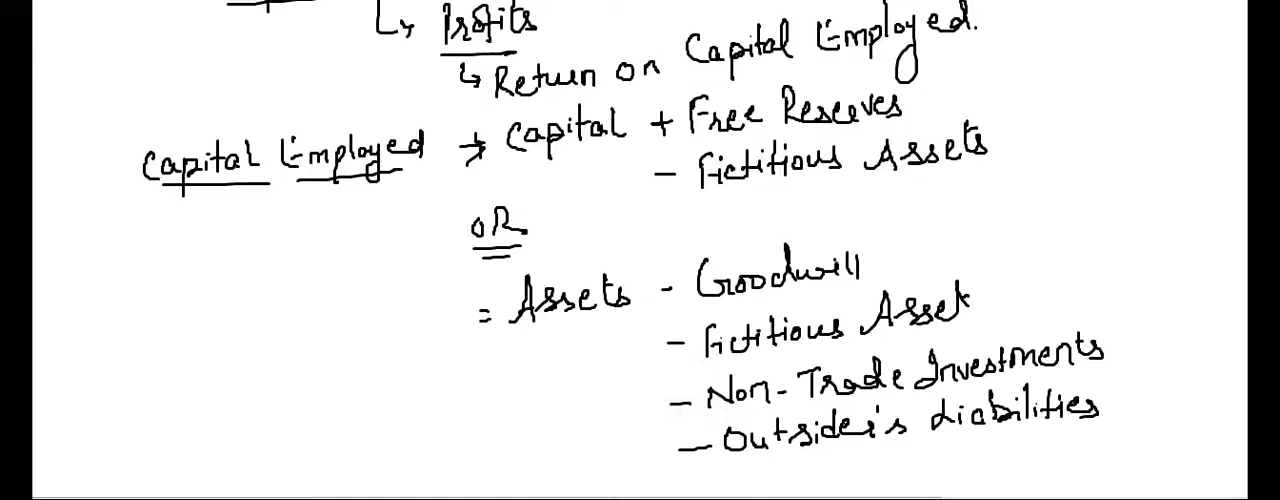 ↳ Profits
↳ Return on Capital Employed.
Capital Employed → Capital + Free Reserves
- Fictitious Assets
OR
= Assets - Goodwill
- Fictitious Asset
- Non-Trade Investments
- Outsider's Liabilities